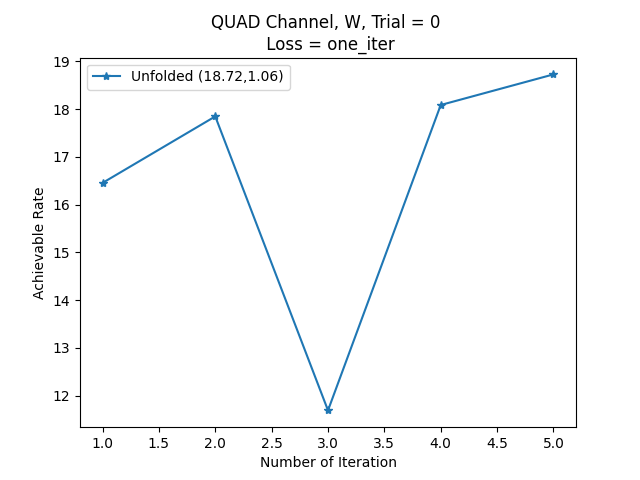 QUAD Channel, W, Trial = 0
Loss = one_iter
Unfolded (18.72,1.06)
19
18
17
16
15
14
13
12
Achievable Rate
1.0 1.5 2.0 2.5 3.0 3.5 4.0 4.5 5.0
Number of Iteration